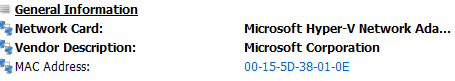 General Information
Network Card: Microsoft Hyper-V Network Ada...
Vendor Description: Microsoft Corporation
MAC Address: 00-15-5D-38-01-0E